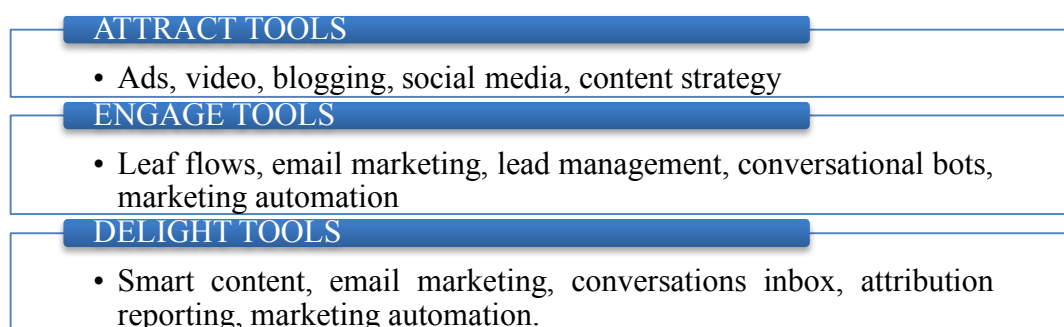 ATTRACT TOOLS
• Ads, video, blogging, social media, content strategy
ENGAGE TOOLS
• Leaf flows, email marketing, lead management, conversational bots,
marketing automation
DELIGHT TOOLS
• Smart content, email marketing, conversations inbox, attribution
reporting, marketing automation.